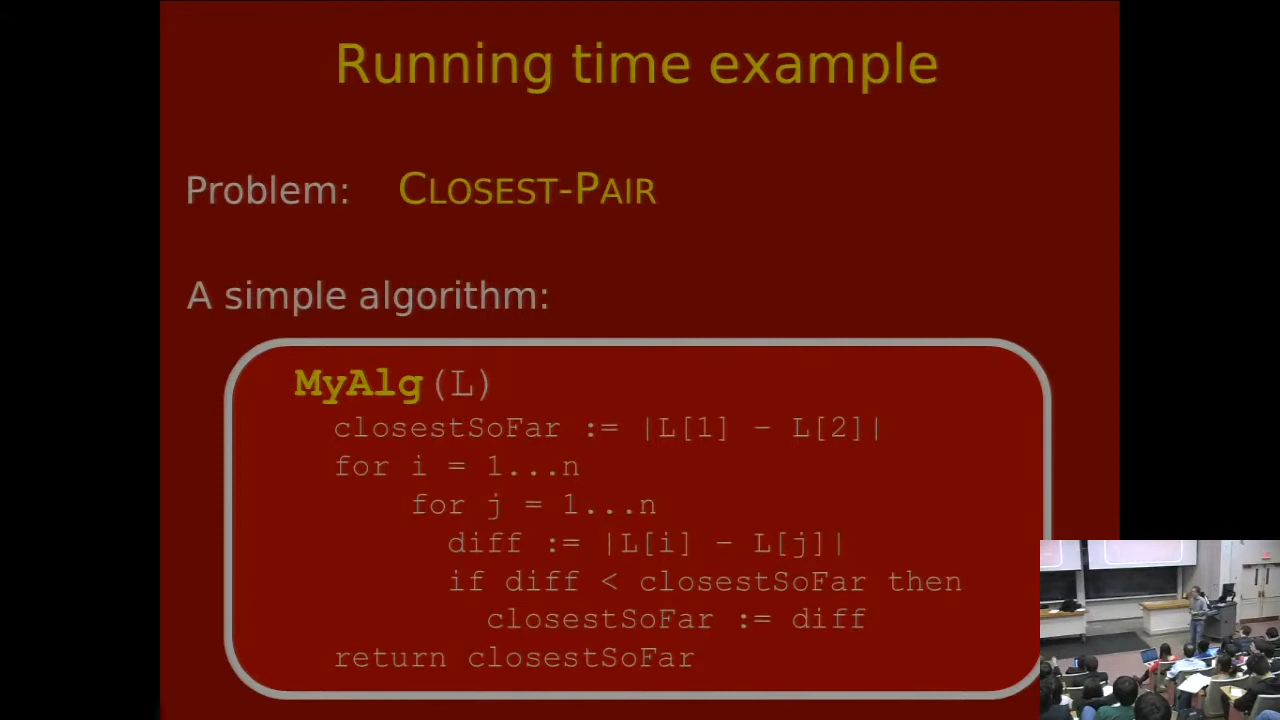 Running time example
Problem: CLOSEST-PAIR
A simple algorithm:
MyAlg(L)
closestSoFar := |L[1] - L[2]|
for i = 1...n
for j = 1...n
diff := |L[i] - L[j]|
if diff < closestSoFar then
closestSoFar := diff
return closestSoFar